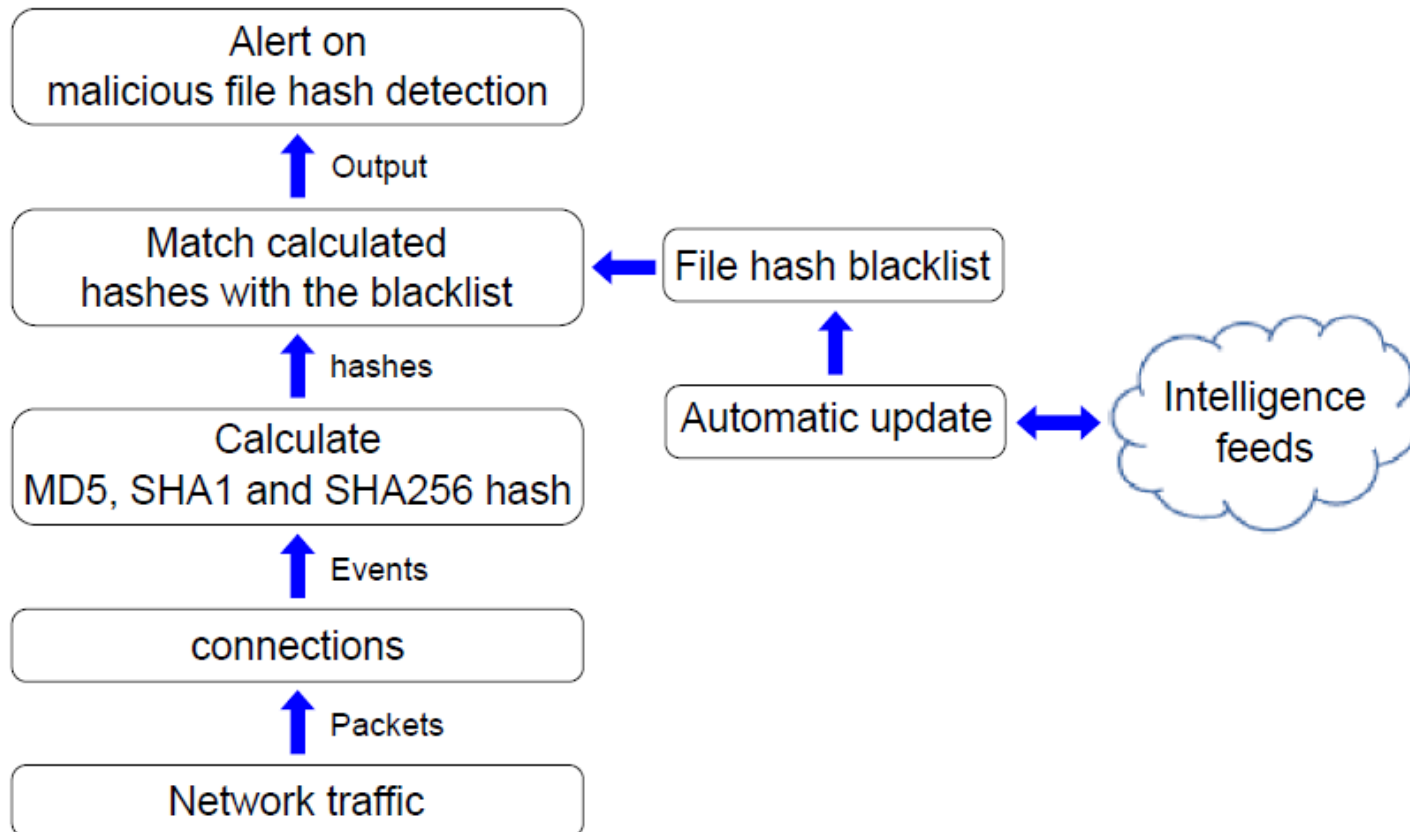 Alert on
malicious file hash detection
Output
Match calculated
hashes with the blacklist
File hash blacklist
hashes
Automatic update
Intelligence
feeds
Calculate
MD5, SHA1 and SHA256 hash
Events
connections
Packets
Network traffic